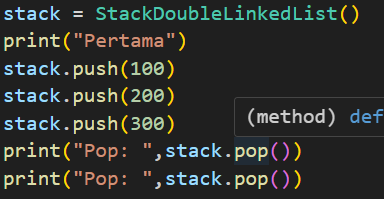 stack = StackDoubleLinkedList()
print("Pertama")
stack.push(100)
stack.push(200)
stack.push(300)
(method) def
print("Pop: ",stack.pop())
print("Pop: ",stack.pop())